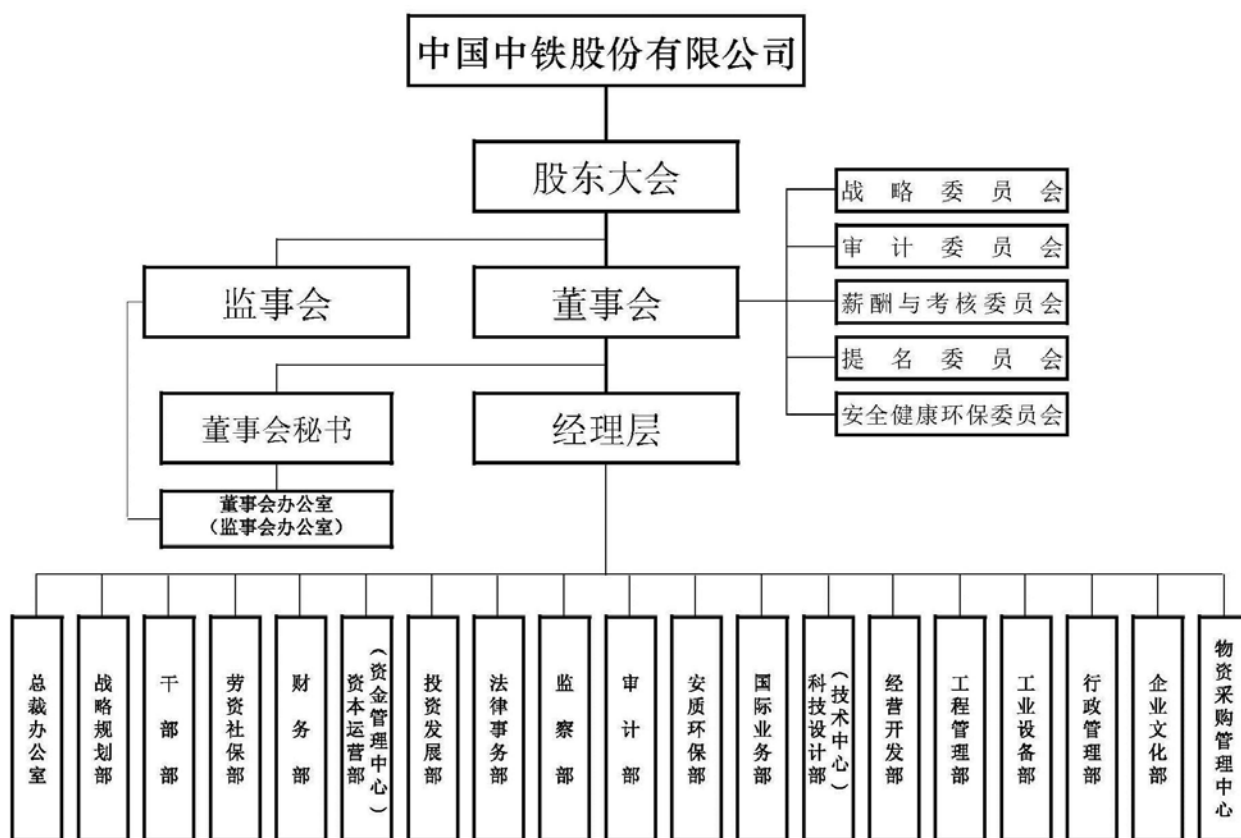 中国中铁股份有限公司
股东大会
战略委员会
审计委员会
监事会
董事会
薪酬与考核委员会
提名委员会
董事会秘书
经理层
安全健康环保委员会
董事会办公室
（监事会办公室）
总裁办公室
战略规划部
干部部
劳资社保部
财务部
资本运营部
（资金管理中心）
投资发展部
法律事务部
监察部
审计部
安质环保部
国际业务部
科技设计部
（技术中心）
经营开发部
工程管理部
工业设备部
行政管理部
企业文化部
物资采购管理中心